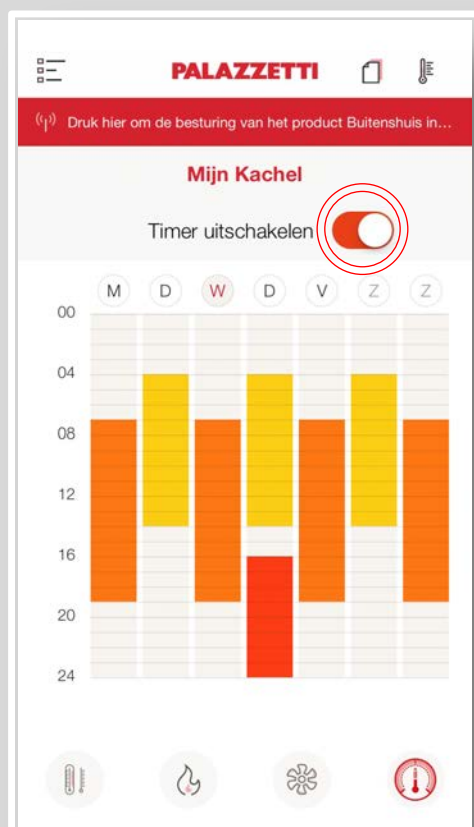 PALAZZETTI
Druk hier om de besturing van het product Buitenshuis in...
Mijn Kachel
Timer uitschakelen
M D W D V Z Z
00
04
08
12
16
20
24